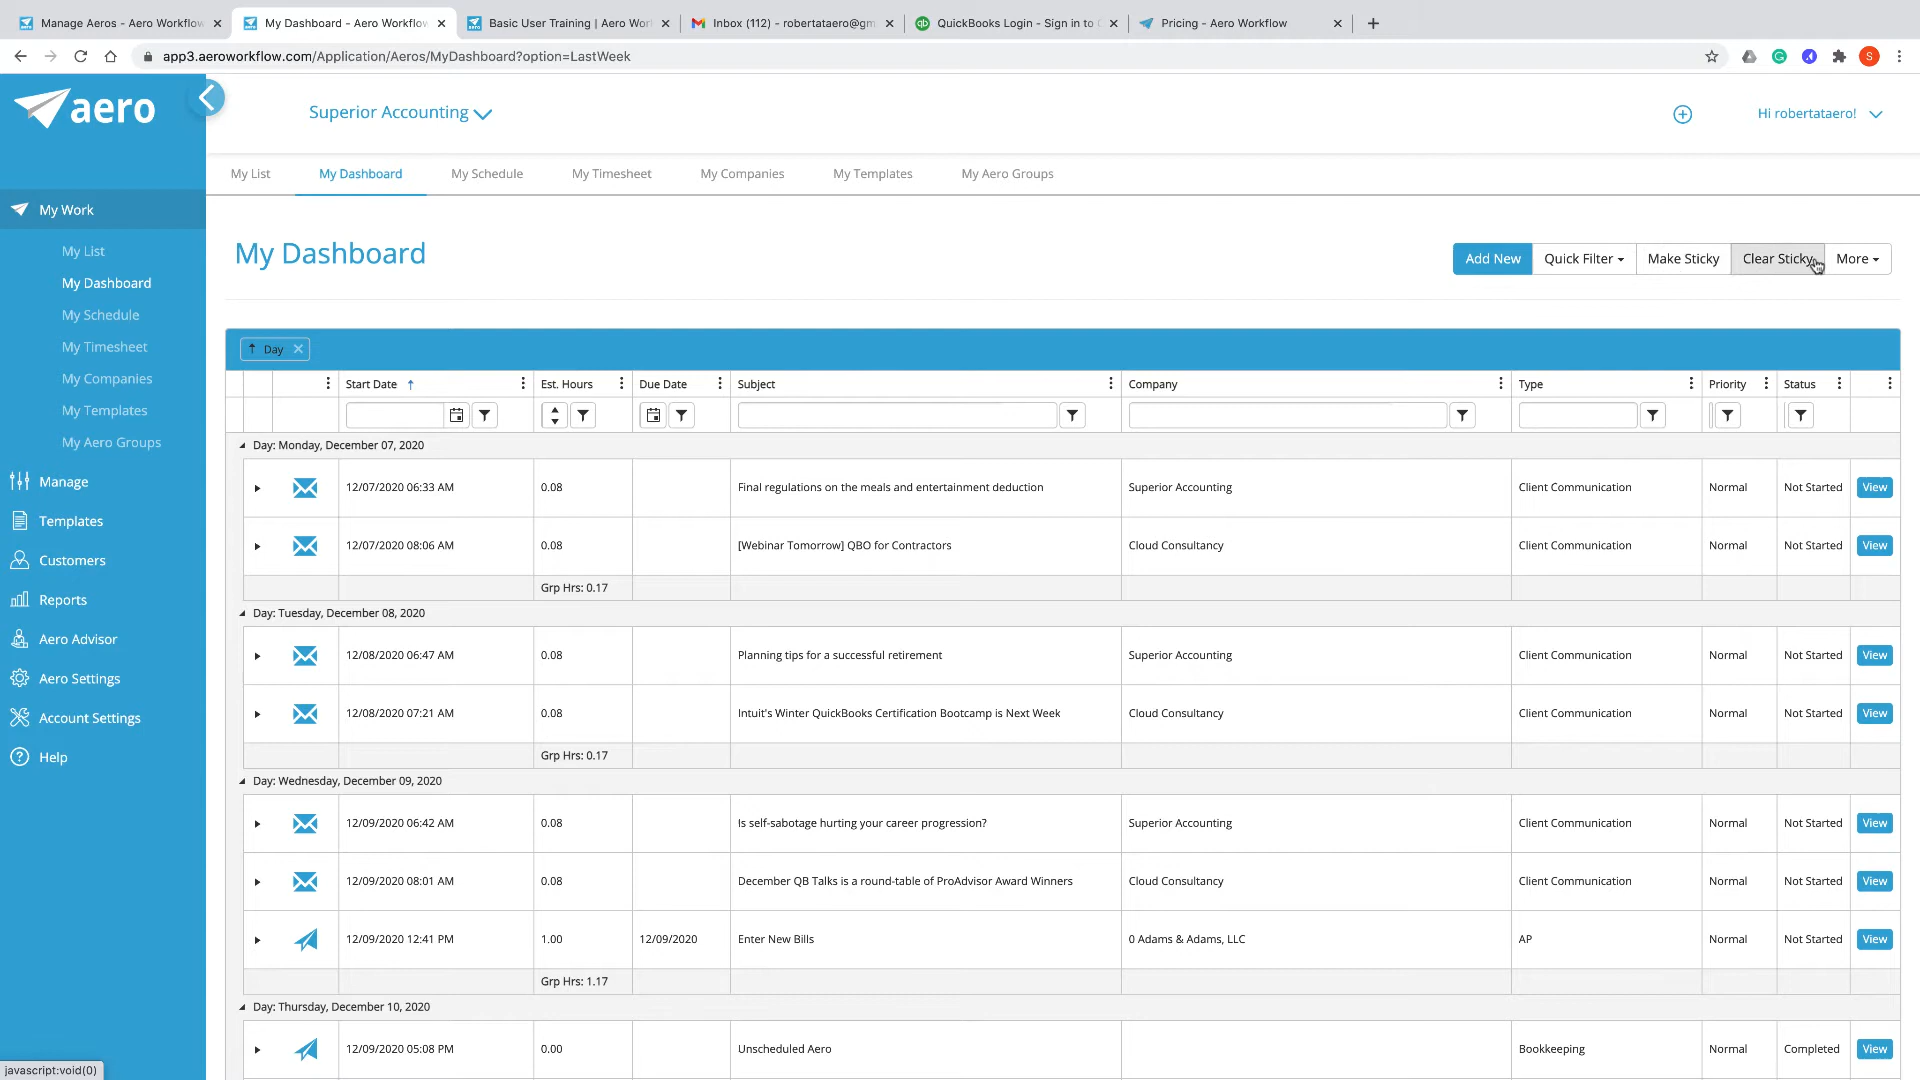 Manage Aeros - Aero Workflow
My Dashboard - Aero Workflow
Basic User Training | Aero Wor
Inbox (112) - robertataero@gm
QuickBooks Login - Sign in to
Pricing - Aero Workflow
app3.aeroworkflow.com/Application/Aeros/MyDashboard?option=LastWeek
S
aero
Superior Accounting
Hi robertataero!
My List
My Dashboard
My Schedule
My Timesheet
My Companies
My Templates
My Aero Groups
My Work
My List
My Dashboard
My Schedule
My Timesheet
My Companies
My Templates
My Aero Groups
Manage
Templates
Customers
Reports
Aero Advisor
Aero Settings
Account Settings
Help
My Dashboard
Add New
Quick Filter
Make Sticky
Clear Sticky
More
Day
Start Date Est. Hours Due Date Subject Company Type Priority Status
Day: Monday, December 07, 2020
12/07/2020 06:33 AM 0.08 Final regulations on the meals and entertainment deduction Superior Accounting Client Communication Normal Not Started View
12/07/2020 08:06 AM 0.08 [Webinar Tomorrow] QBO for Contractors Cloud Consultancy Client Communication Normal Not Started View
Grp Hrs: 0.17
Day: Tuesday, December 08, 2020
12/08/2020 06:47 AM 0.08 Planning tips for a successful retirement Superior Accounting Client Communication Normal Not Started View
12/08/2020 07:21 AM 0.08 Intuit's Winter QuickBooks Certification Bootcamp is Next Week Cloud Consultancy Client Communication Normal Not Started View
Grp Hrs: 0.17
Day: Wednesday, December 09, 2020
12/09/2020 06:42 AM 0.08 Is self-sabotage hurting your career progression? Superior Accounting Client Communication Normal Not Started View
12/09/2020 08:01 AM 0.08 December QB Talks is a round-table of ProAdvisor Award Winners Cloud Consultancy Client Communication Normal Not Started View
12/09/2020 12:41 PM 1.00 12/09/2020 Enter New Bills 0 Adams & Adams, LLC AP Normal Not Started View
Grp Hrs: 1.17
Day: Thursday, December 10, 2020
12/09/2020 05:08 PM 0.00 Unscheduled Aero Bookkeeping Normal Completed View
javascript:void(0)